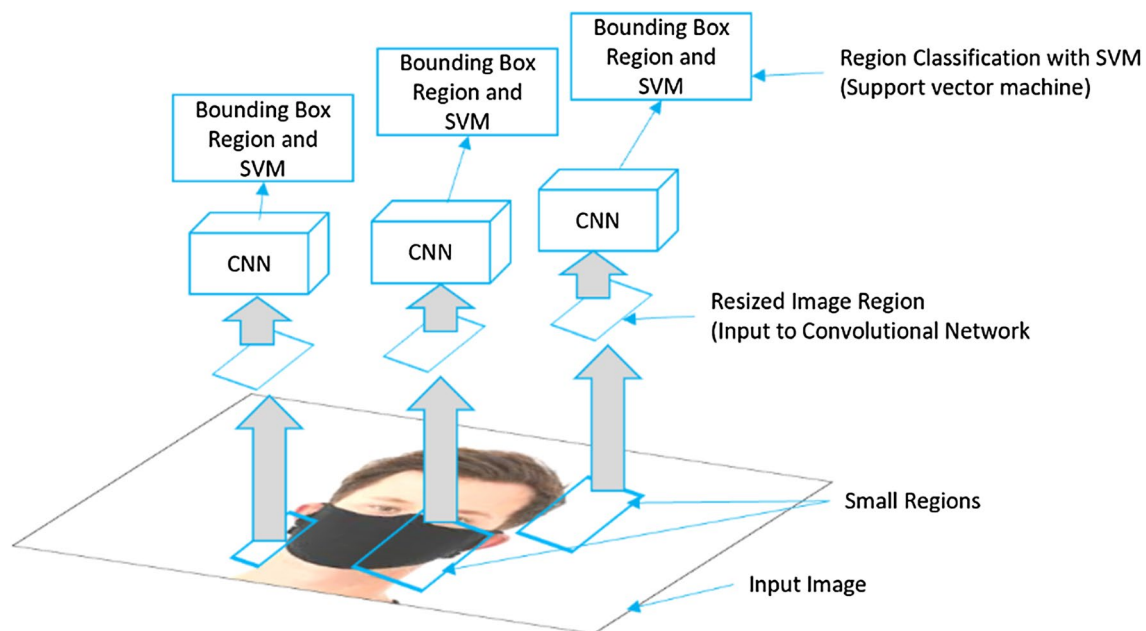 Bounding Box
Region and
SVM
Bounding Box
Region and
SVM
Bounding Box
Region and
SVM
Region Classification with SVM
(Support vector machine)
CNN
CNN
CNN
Resized Image Region
(Input to Convolutional Network
Small Regions
Input Image